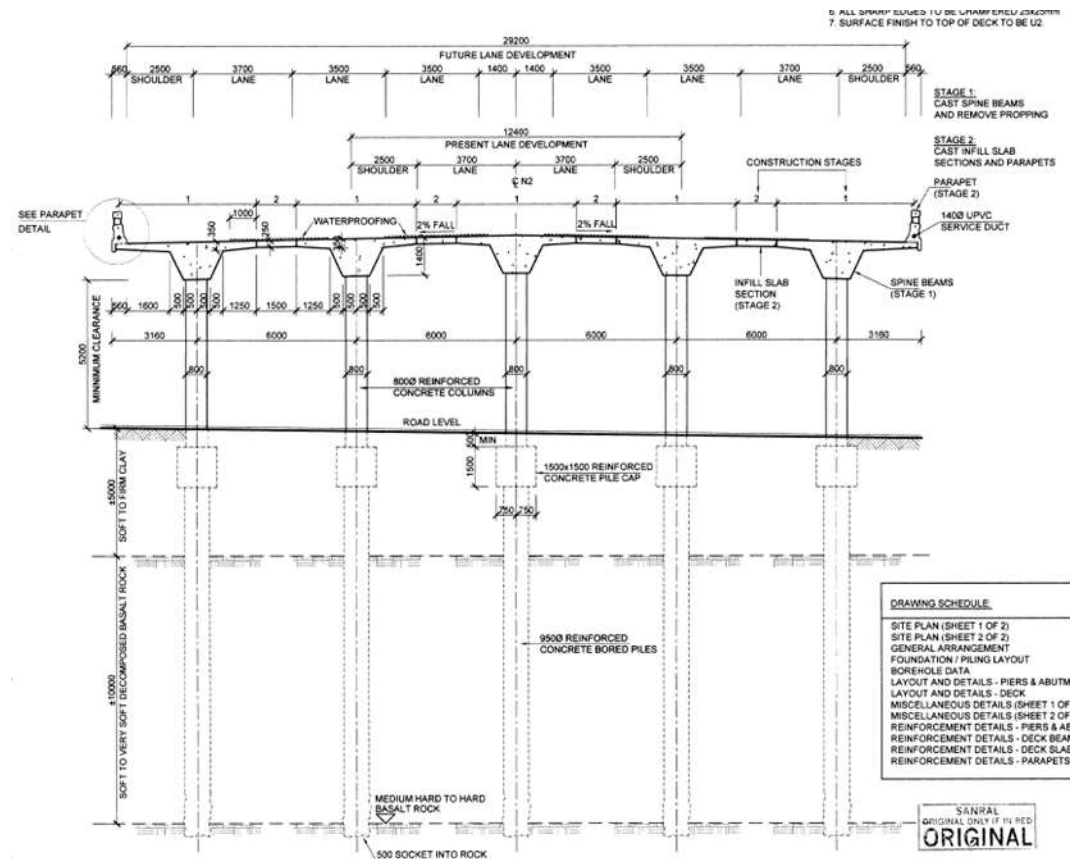 6. ALL SHARP EDGES TO BE CHAMFERED 25x25mm
7. SURFACE FINISH TO TOP OF DECK TO BE U2
29200
FUTURE LANE DEVELOPMENT
560 2500 3700 3500 3500 1400 1400 3500 3500 3700 2500 560
SHOULDER LANE LANE LANE LANE LANE LANE SHOULDER
STAGE 1:
CAST SPINE BEAMS
AND REMOVE PROPPING
12400
PRESENT LANE DEVELOPMENT
STAGE 2:
CAST INFILL SLAB
SECTIONS AND PARAPETS
2500 3700 3700 2500
SHOULDER LANE LANE SHOULDER
CONSTRUCTION STAGES
N2
PARAPET
(STAGE 2)
1 2 1 2 1 2 1 2 1
SEE PARAPET
DETAIL
1000
WATERPROOFING
2% FALL
2% FALL
140Ø UPVC
SERVICE DUCT
350
250
1400
INFILL SLAB
SECTION
(STAGE 2)
SPINE BEAMS
(STAGE 1)
560 1600 500 500 1250 1500 1250 500 500
3160 6000 6000 6000 6000 3160
5200
MINNIMUM CLEARANCE
800 800 800 800 800
800Ø REINFORCED
CONCRETE COLUMNS
ROAD LEVEL
MIN
1500
1500x1500 REINFORCED
CONCRETE PILE CAP
750 750
±5000
SOFT TO FIRM CLAY
±10000
SOFT TO VERY SOFT DECOMPOSED BASALT ROCK
950Ø REINFORCED
CONCRETE BORED PILES
MEDIUM HARD TO HARD
BASALT ROCK
500 SOCKET INTO ROCK
DRAWING SCHEDULE:
SITE PLAN (SHEET 1 OF 2)
SITE PLAN (SHEET 2 OF 2)
GENERAL ARRANGEMENT
FOUNDATION / PILING LAYOUT
BOREHOLE DATA
LAYOUT AND DETAILS - PIERS & ABUTM
LAYOUT AND DETAILS - DECK
MISCELLANEOUS DETAILS (SHEET 1 OF
MISCELLANEOUS DETAILS (SHEET 2 OF
REINFORCEMENT DETAILS - PIERS & AB
REINFORCEMENT DETAILS - DECK BEAM
REINFORCEMENT DETAILS - DECK SLAB
REINFORCEMENT DETAILS - PARAPETS
SANRAL
ORIGINAL ONLY IF IN RED
ORIGINAL